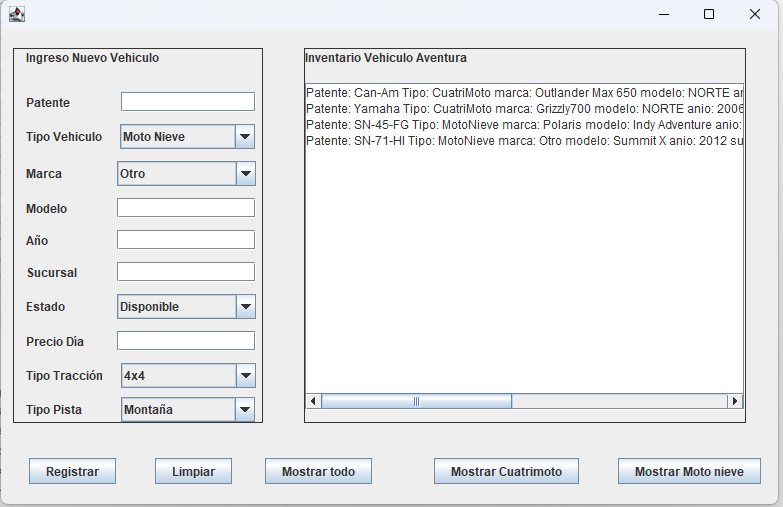 Ingreso Nuevo Vehiculo
Patente
Tipo Vehiculo Moto Nieve
Marca Otro
Modelo
Año
Sucursal
Estado Disponible
Precio Día
Tipo Tracción 4x4
Tipo Pista Montaña
Inventario Vehiculo Aventura
Patente: Can-Am Tipo: CuatriMoto marca: Outlander Max 650 modelo: NORTE
Patente: Yamaha Tipo: CuatriMoto marca: Grizzly700 modelo: NORTE anio: 2006
Patente: SN-45-FG Tipo: MotoNieve marca: Polaris modelo: Indy Adventure anio:
Patente: SN-71-HI Tipo: MotoNieve marca: Otro modelo: Summit X anio: 2012 su
Registrar Limpiar Mostrar todo Mostrar Cuatrimoto Mostrar Moto nieve